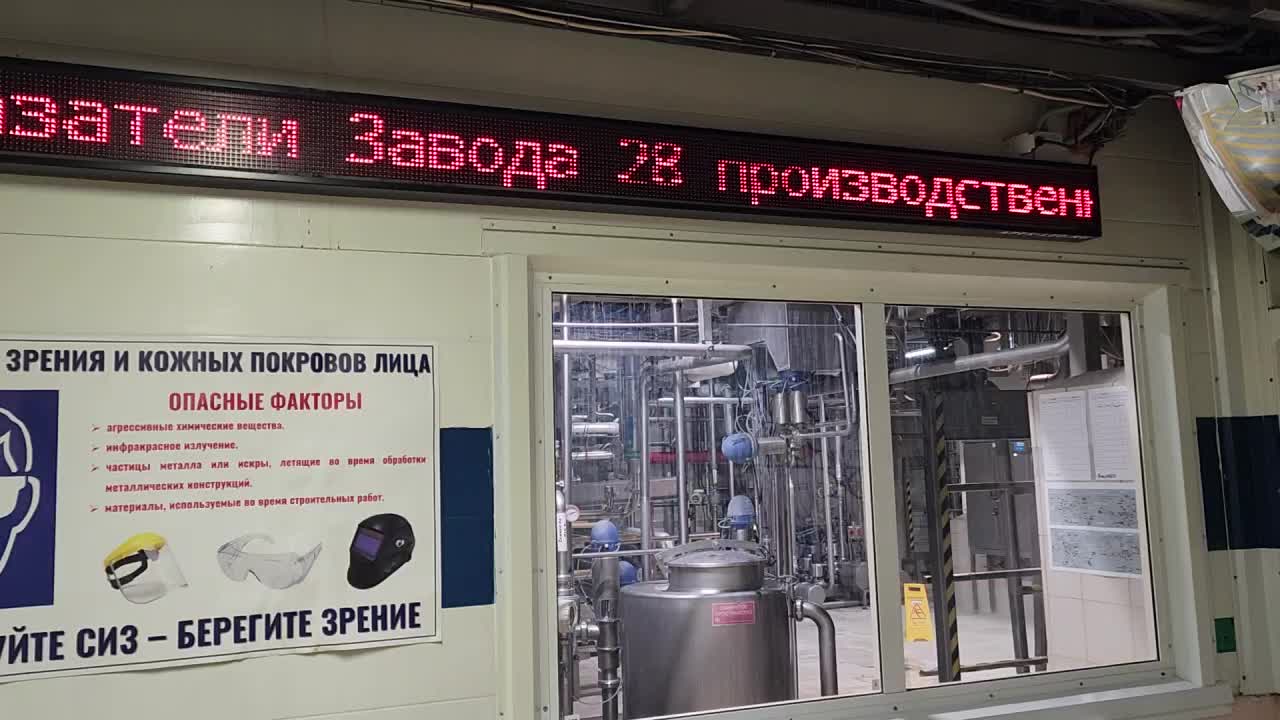 азатели Завода 28 производствен
ЗРЕНИЯ И КОЖНЫХ ПОКРОВОВ ЛИЦА
ОПАСНЫЕ ФАКТОРЫ
агрессивные химические вещества.
инфракрасное излучение.
частицы металла или искры, летящие во время обработки
металлических конструкций.
материалы, используемые во время строительных работ.
УЙТЕ СИЗ – БЕРЕГИТЕ ЗРЕНИЕ